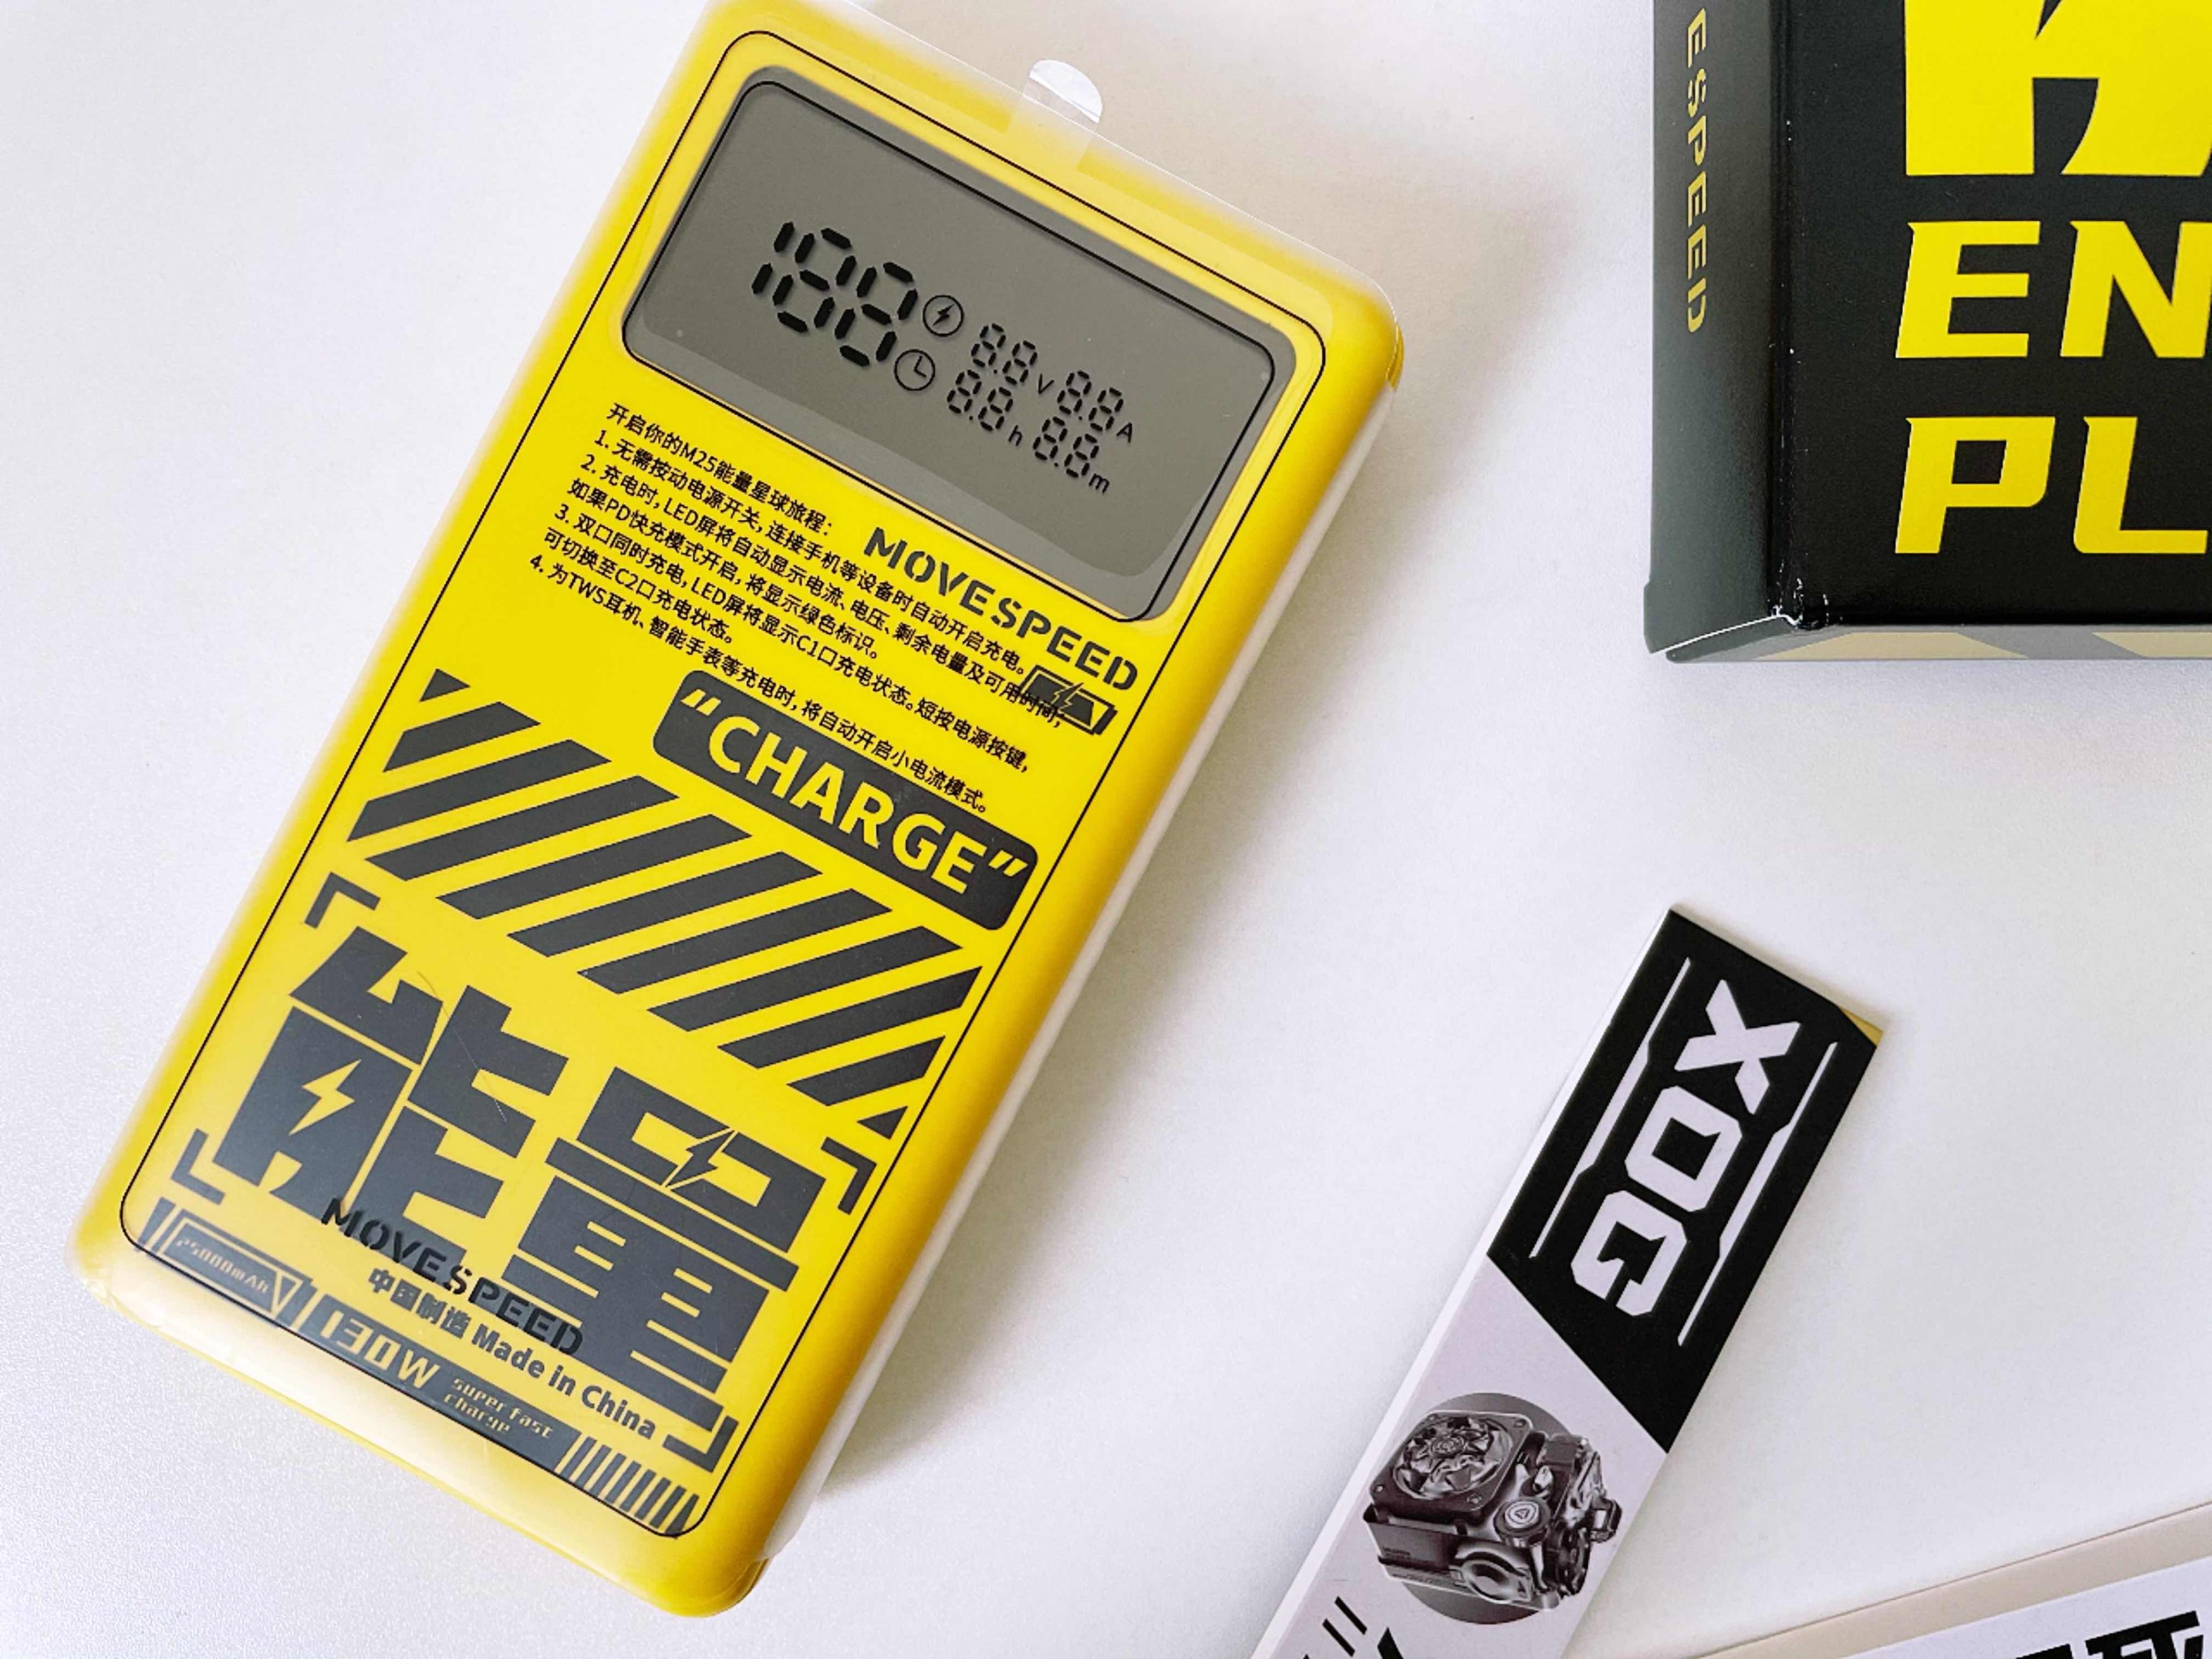 188 8.8 V 8.8 A
8.8 h 8.8 m
开启你的M25能量星球旅程：
1. 无需按动电源开关，连接手机等设备时自动开启充电。
2. 充电时，LED屏将自动显示电流、电压、剩余电量及可用时间；
如果PD快充模式开启，将显示绿色标识。
3. 双口同时充电，LED屏将显示C1口充电状态。短按电源按键，
可切换至C2口充电状态。
4. 为TWS耳机、智能手表等充电时，将自动开启小电流模式。
MOVESPEED
“CHARGE”
能量
MOVESPEED
中国制造 Made in China
25000mAh
130W
super fast
charge
ESPEED
EN
PL
XOG